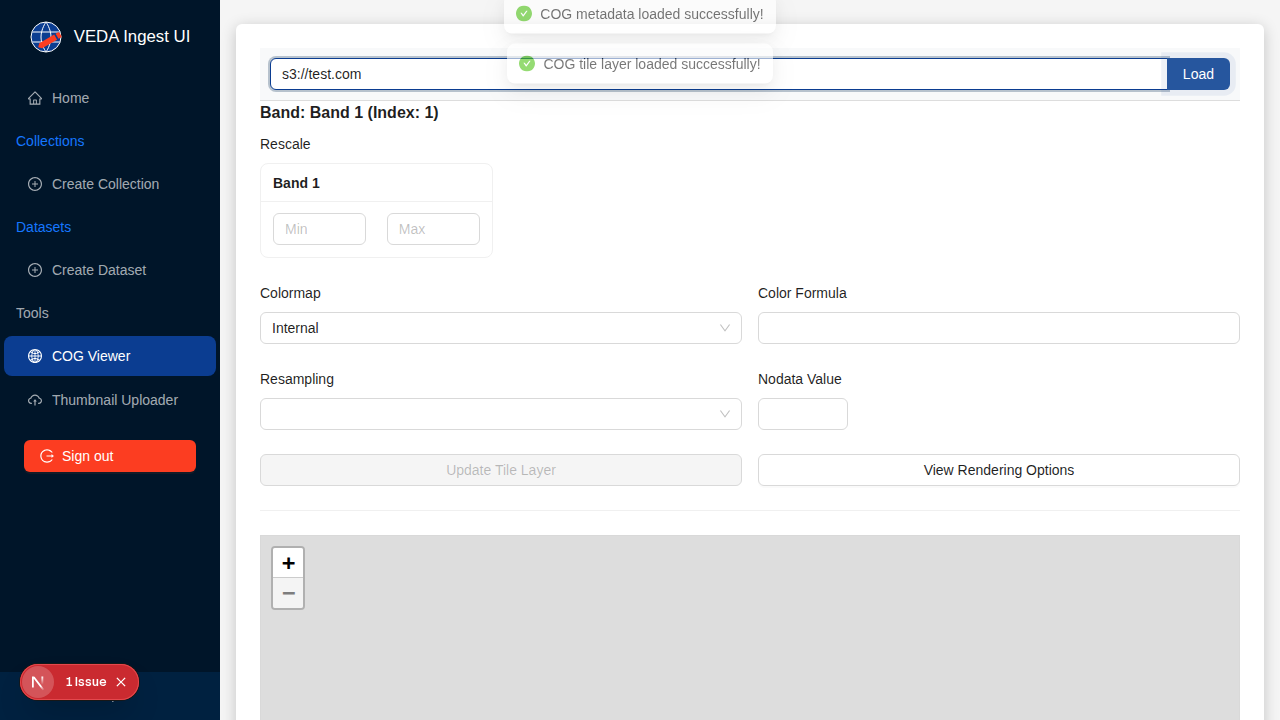 VEDA Ingest UI
Home
Collections
Create Collection
Datasets
Create Dataset
Tools
COG Viewer
Thumbnail Uploader
Sign out
1 Issue
COG metadata loaded successfully!
COG tile layer loaded successfully!
s3://test.com
Load
Band: Band 1 (Index: 1)
Rescale
Band 1
Min
Max
Colormap
Color Formula
Internal
Resampling
Nodata Value
Update Tile Layer
View Rendering Options
+
−